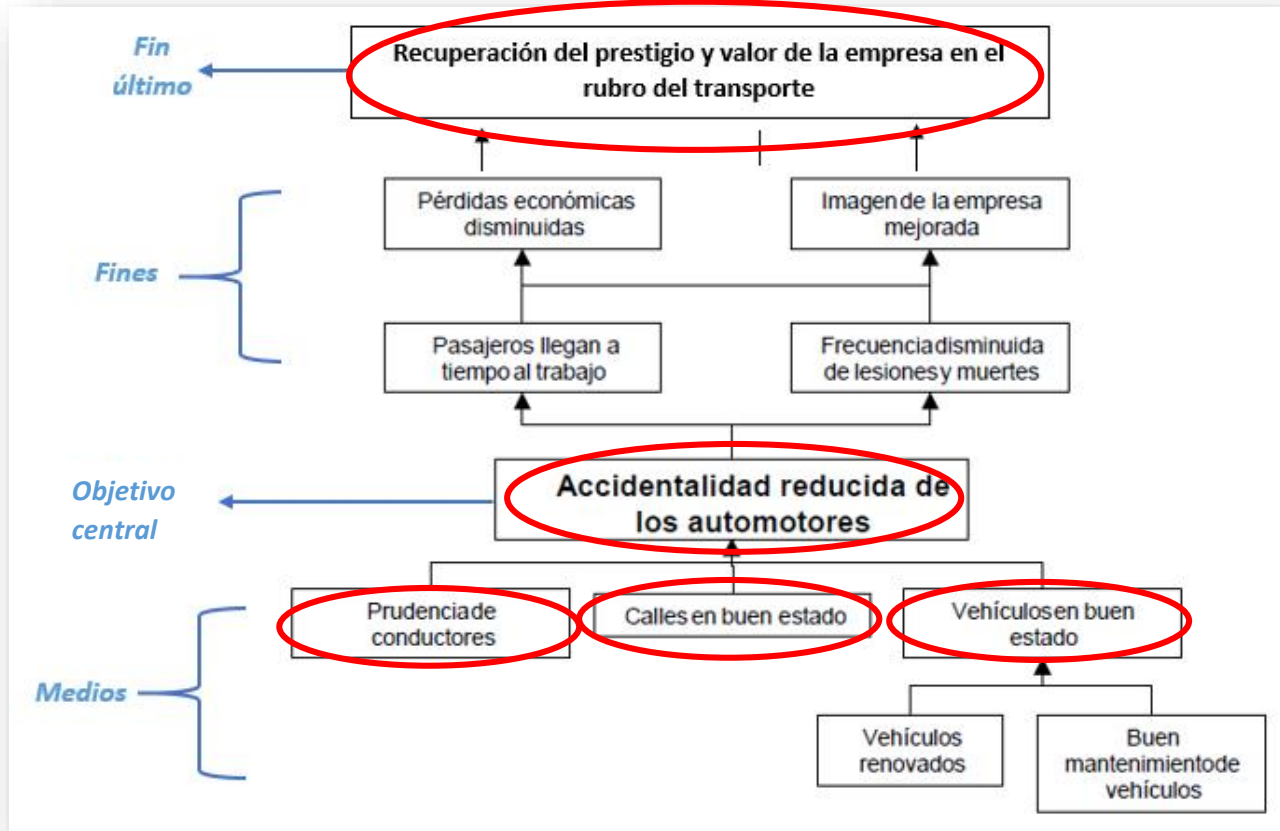 Fin
último
Recuperación del prestigio y valor de la empresa en el
rubro del transporte
Fines
Pérdidas económicas
disminuidas
Imagen de la empresa
mejorada
Pasajeros llegan a
tiempo al trabajo
Frecuencia disminuida
de lesiones y muertes
Objetivo
central
Accidentalidad reducida de
los automotores
Medios
Prudencia de
conductores
Calles en buen estado
Vehículos en buen
estado
Vehículos
renovados
Buen
mantenimiento de
vehículos